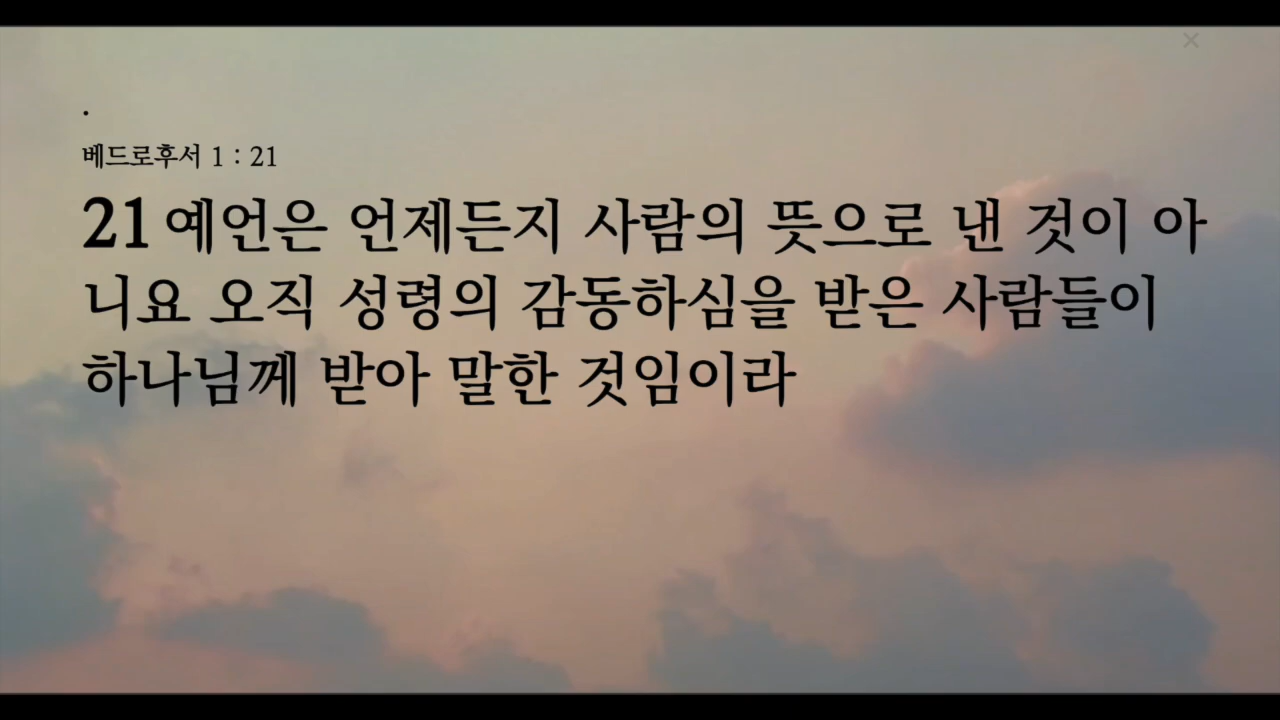 .
베드로후서 1 : 21
21 예언은 언제든지 사람의 뜻으로 낸 것이 아
니요 오직 성령의 감동하심을 받은 사람들이
하나님께 받아 말한 것임이라